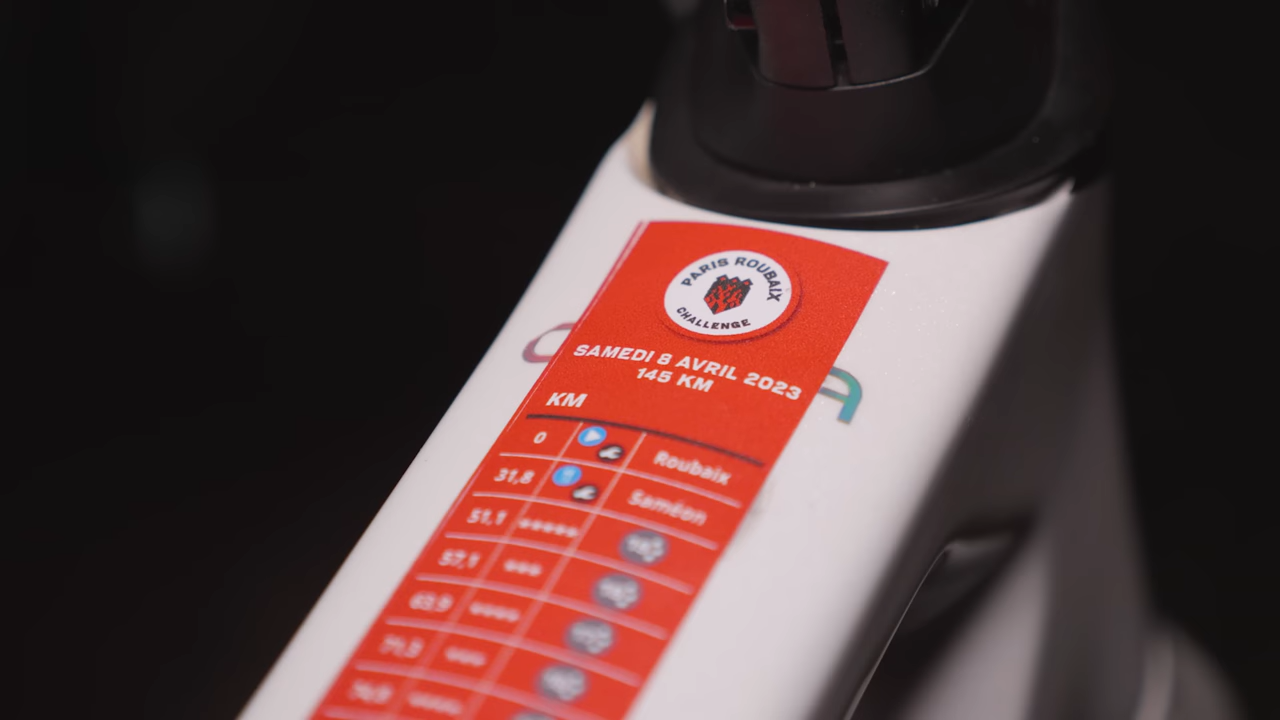 PARIS ROUBAIX
CHALLENGE
SAMEDI 8 AVRIL 2023
145 KM
KM
0 Roubaix
31,8 Saméon
51,1 *****
57,1 ***
63,9 ****
71,3 ***